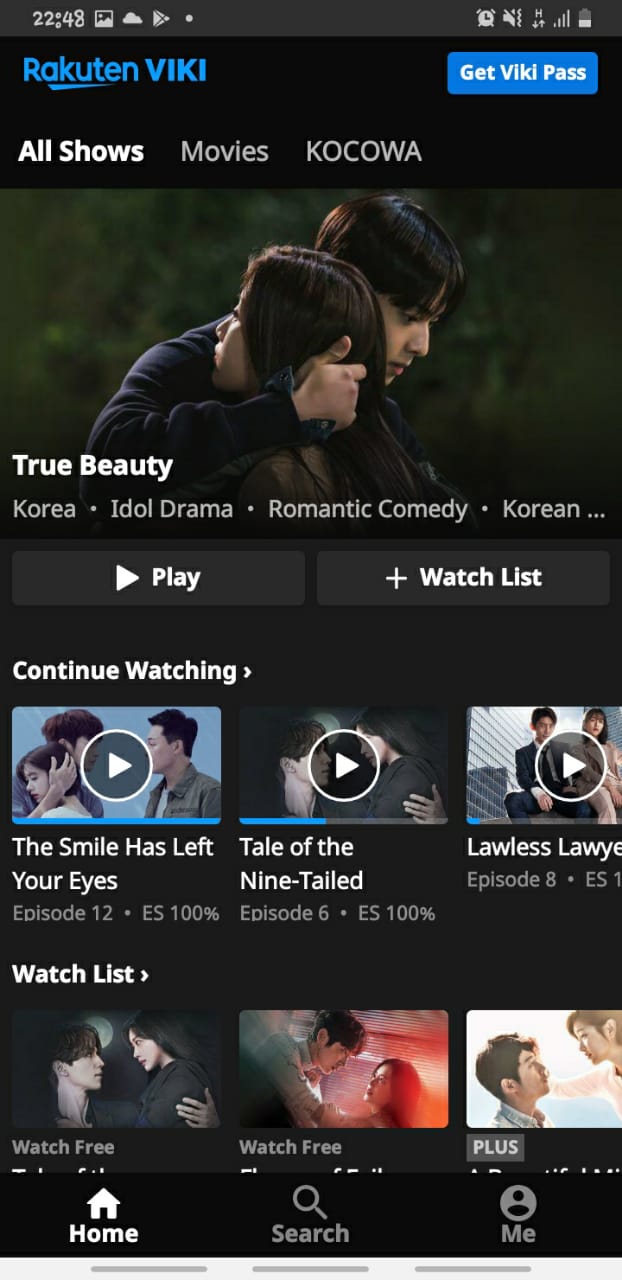 22:48
H
Rakuten VIKI
Get Viki Pass
All Shows
Movies
KOCOWA
True Beauty
Korea • Idol Drama • Romantic Comedy • Korean ...
Play
+ Watch List
Continue Watching ›
The Smile Has Left
Your Eyes
Episode 12 • ES 100%
Tale of the
Nine-Tailed
Episode 6 • ES 100%
Lawless Lawye
Episode 8 • ES 1
Watch List ›
Watch Free
Watch Free
PLUS
Home
Search
Me